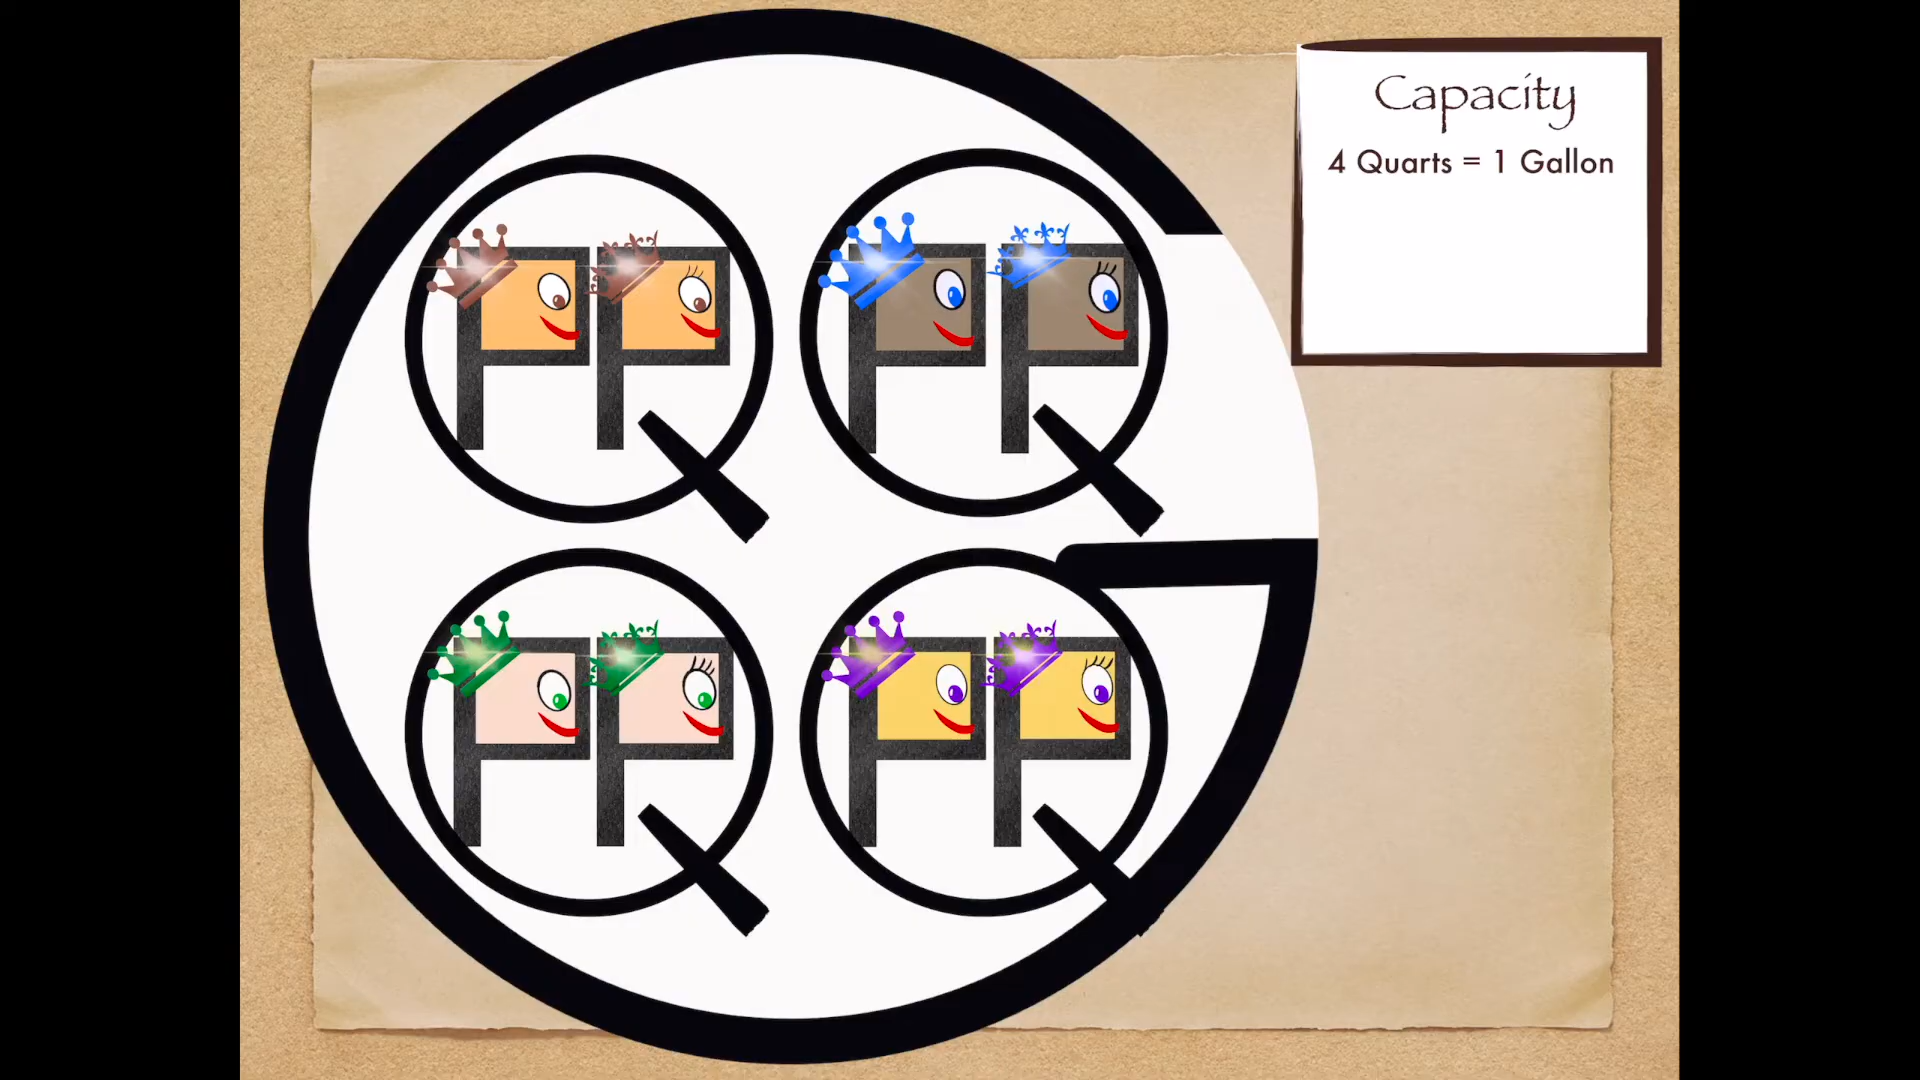 Capacity
4 Quarts = 1 Gallon
G
P P P P
Q Q
P P P P
Q Q